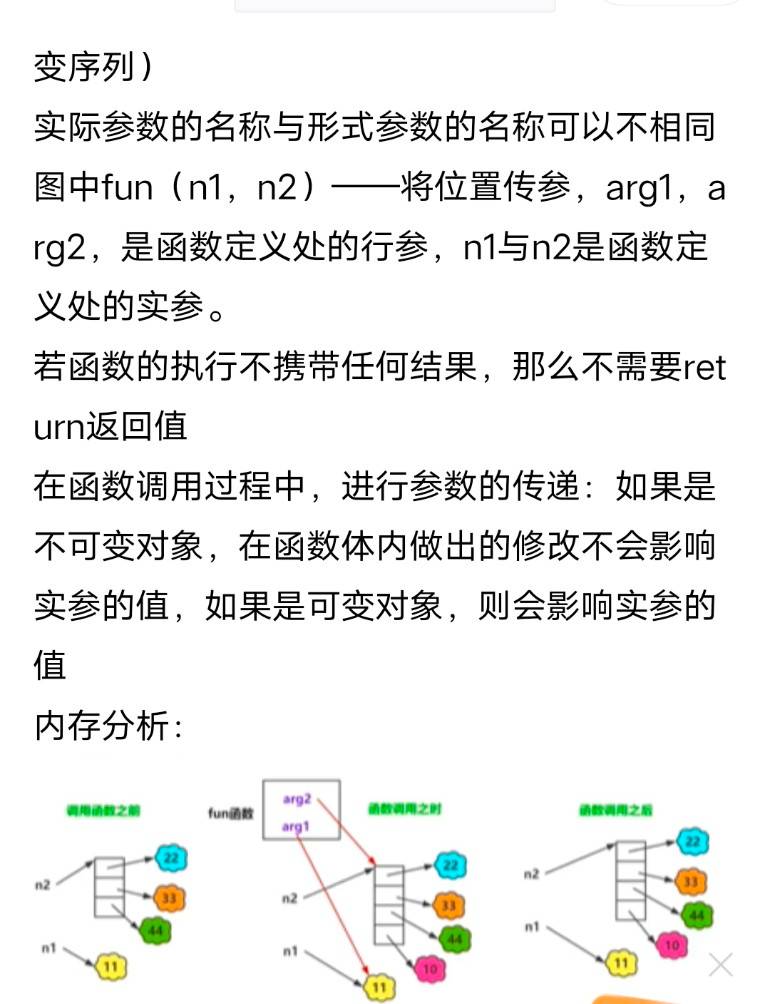 变序列）
实际参数的名称与形式参数的名称可以不相同
图中fun（n1，n2）——将位置传参，arg1，a
rg2，是函数定义处的行参，n1与n2是函数定
义处的实参。
若函数的执行不携带任何结果，那么不需要ret
urn返回值
在函数调用过程中，进行参数的传递：如果是
不可变对象，在函数体内做出的修改不会影响
实参的值，如果是可变对象，则会影响实参的
值
内存分析：
调用函数之前
n2
22
33
44
n1
11
fun函数
arg2
arg1
函数调用之时
n2
22
33
44
10
n1
11
函数调用之后
n2
22
33
44
10
n1
11